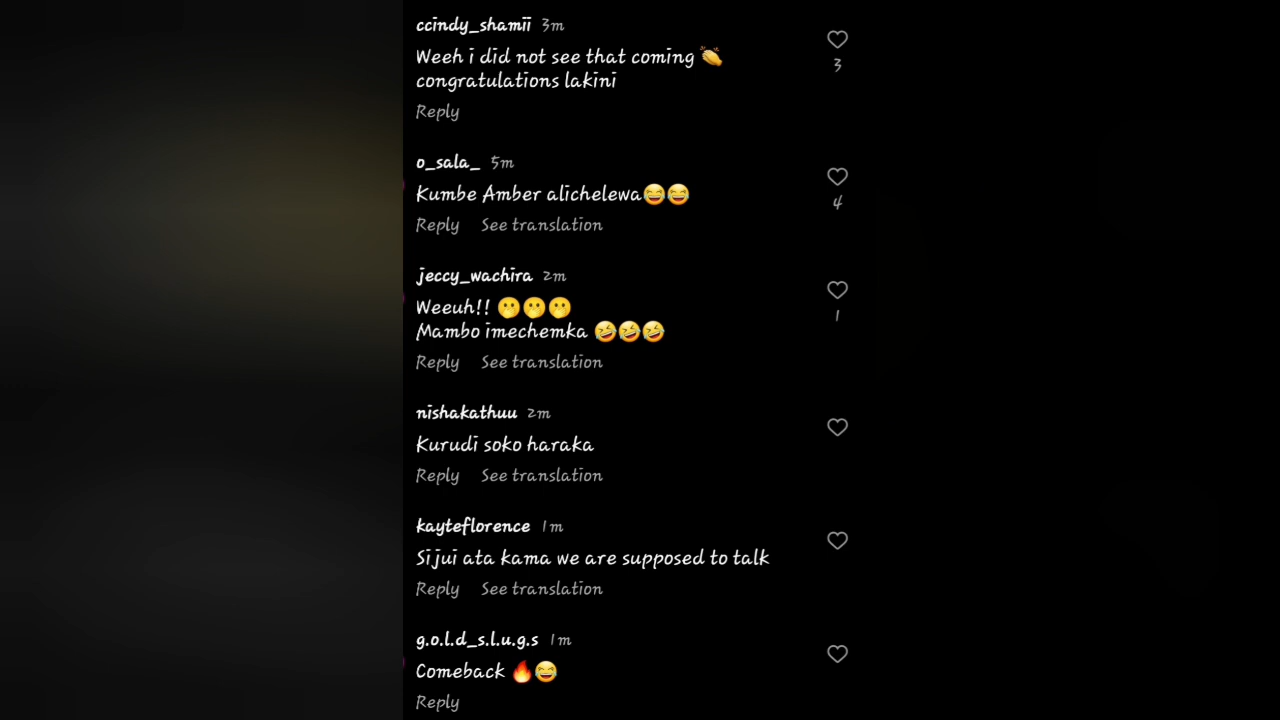 ccindy_shamii 3m
Weeh i did not see that coming 👏
congratulations lakini
3
Reply
o_sala_ 5m
Kumbe Amber alichelewa😂😂
4
Reply See translation
jeccy_wachira 2m
Weeuh!! 🫢🫢🫢
1
Mambo imechemka 🤣🤣🤣
Reply See translation
nishakathuu 2m
Kurudi soko haraka
Reply See translation
kayteflorence 1m
Sijui ata kama we are supposed to talk
Reply See translation
g.o.l.d_s.l.u.g.s 1m
Comeback 🔥😂
Reply